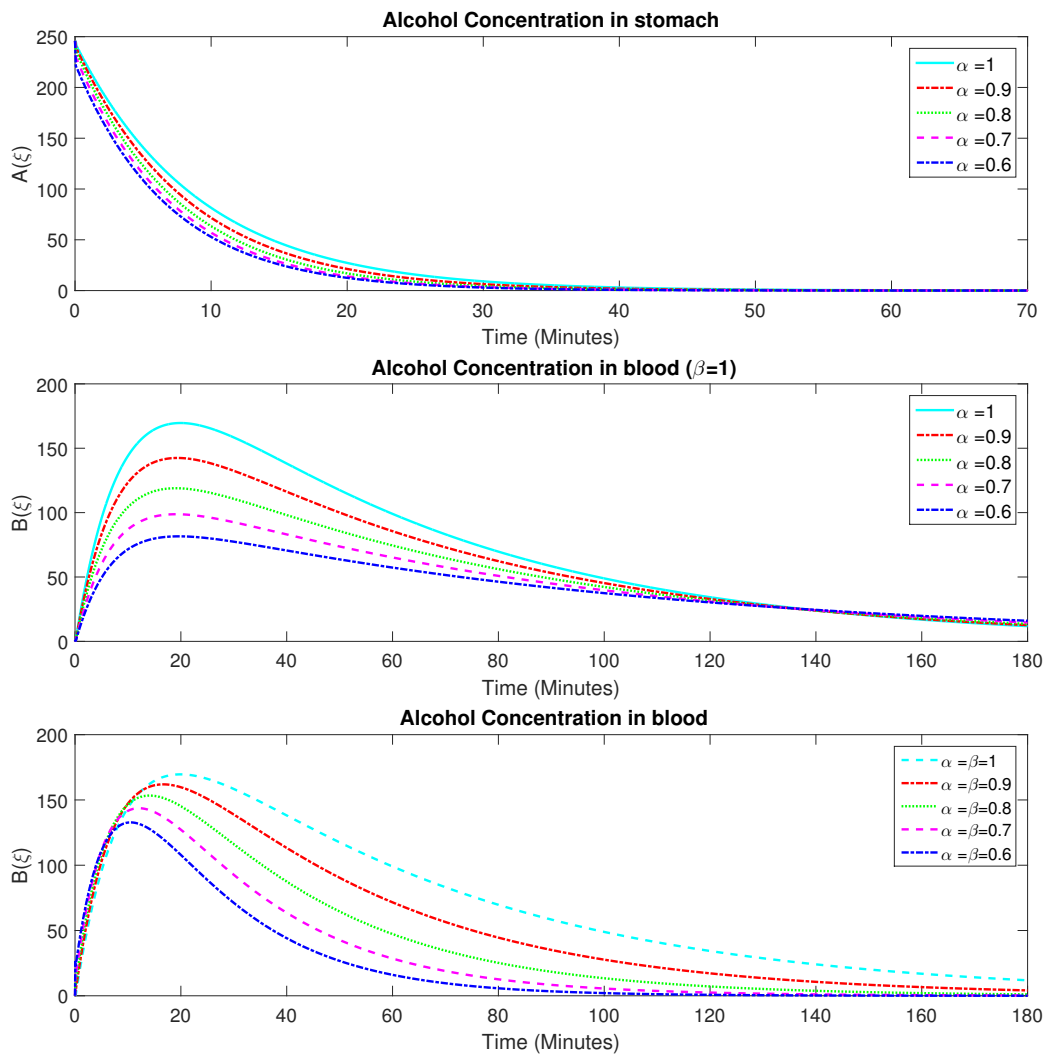 Alcohol Concentration in stomach
250
200
150
100
50
0
A(ξ)
α =1
α =0.9
α =0.8
α =0.7
α =0.6
0 10 20 30 40 50 60 70
Time (Minutes)
Alcohol Concentration in blood (β=1)
200
150
100
50
0
B(ξ)
α =1
α =0.9
α =0.8
α =0.7
α =0.6
0 20 40 60 80 100 120 140 160 180
Time (Minutes)
Alcohol Concentration in blood
200
150
100
50
0
B(ξ)
α =β=1
α =β=0.9
α =β=0.8
α =β=0.7
α =β=0.6
0 20 40 60 80 100 120 140 160 180
Time (Minutes)